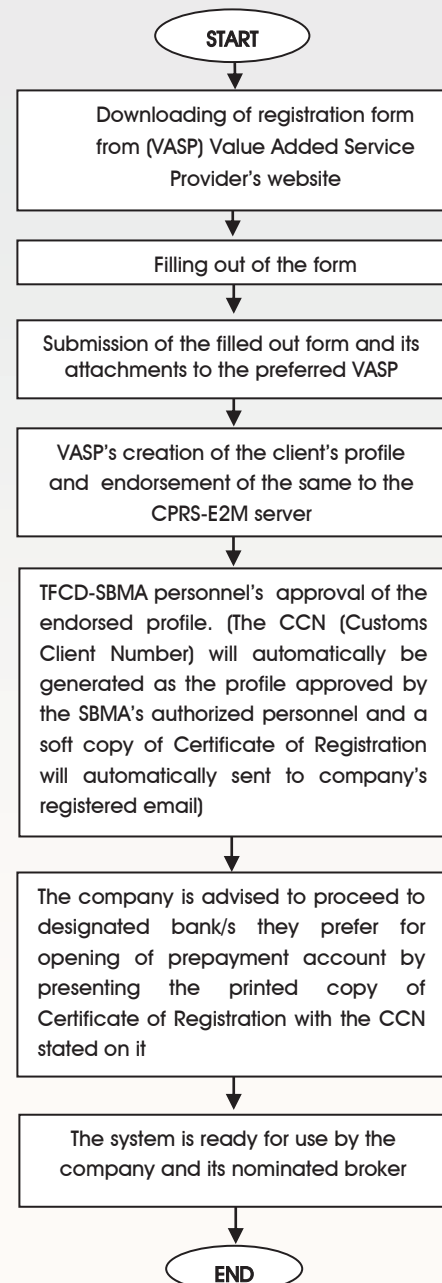 START
Downloading of registration form
from (VASP) Value Added Service
Provider's website
Filling out of the form
Submission of the filled out form and its
attachments to the preferred VASP
VASP's creation of the client's profile
and endorsement of the same to the
CPRS-E2M server
TFCD-SBMA personnel's approval of the
endorsed profile. (The CCN (Customs
Client Number) will automatically be
generated as the profile approved by
the SBMA's authorized personnel and a
soft copy of Certificate of Registration
will automatically sent to company's
registered email)
The company is advised to proceed to
designated bank/s they prefer for
opening of prepayment account by
presenting the printed copy of
Certificate of Registration with the CCN
stated on it
The system is ready for use by the
company and its nominated broker
END